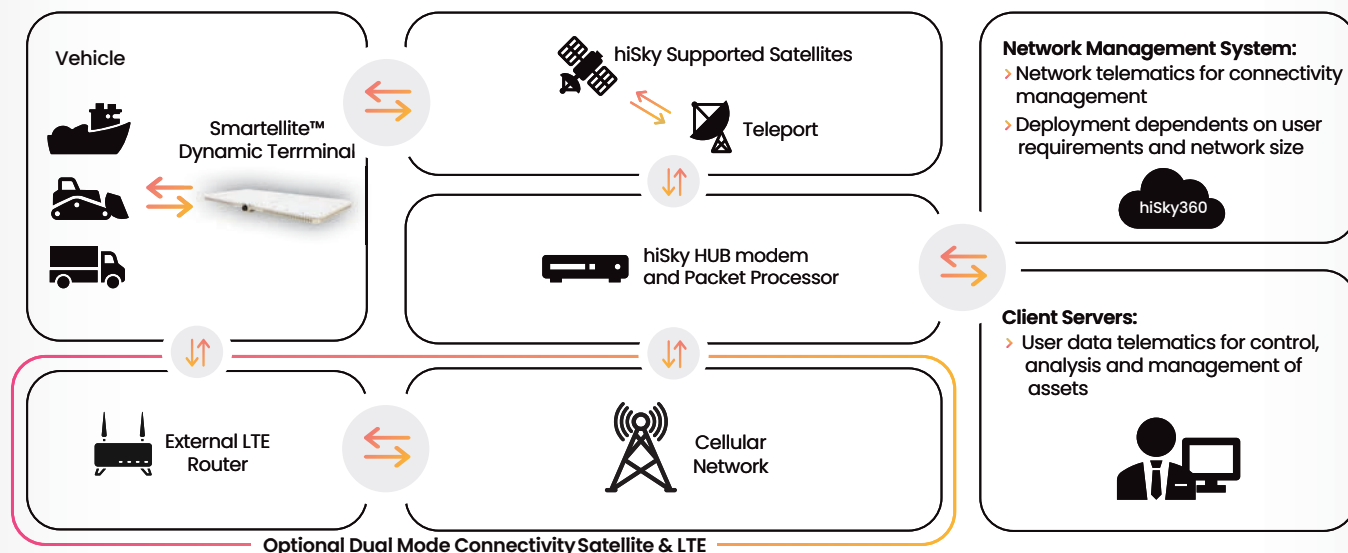 Vehicle
Smartellite™
Dynamic Terrminal
hiSky Supported Satellites
Teleport
hiSky HUB modem
and Packet Processor
External LTE
Router
Cellular
Network
Optional Dual Mode Connectivity Satellite & LTE
Network Management System:
› Network telematics for connectivity
management
› Deployment dependents on user
requirements and network size
hiSky360
Client Servers:
› User data telematics for control,
analysis and management of
assets